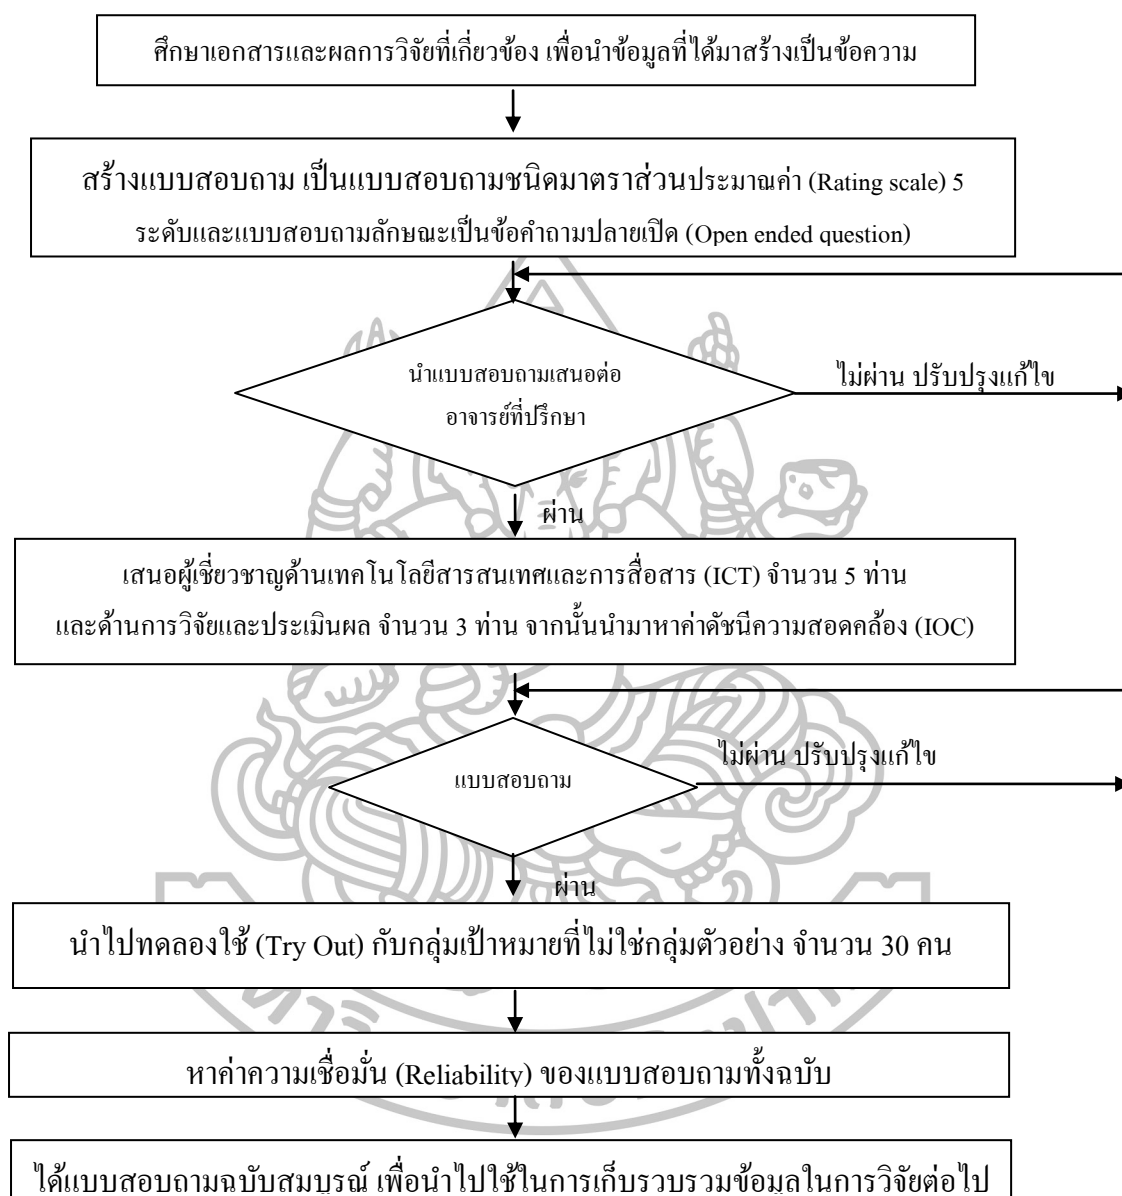 ศึกษาเอกสารและผลการวิจัยที่เกี่ยวข้อง เพื่อนำข้อมูลที่ได้มาสร้างเป็นข้อความ
สร้างแบบสอบถาม เป็นแบบสอบถามชนิดมาตราส่วนประมาณค่า (Rating scale) 5
ระดับและแบบสอบถามลักษณะเป็นข้อคำถามปลายเปิด (Open ended question)
นำแบบสอบถามเสนอต่อ
อาจารย์ที่ปรึกษา
ไม่ผ่าน ปรับปรุงแก้ไข
ผ่าน
เสนอผู้เชี่ยวชาญด้านเทคโนโลยีสารสนเทศและการสื่อสาร (ICT) จำนวน 5 ท่าน
และด้านการวิจัยและประเมินผล จำนวน 3 ท่าน จากนั้นนำมาหาค่าดัชนีความสอดคล้อง (IOC)
แบบสอบถาม
ไม่ผ่าน ปรับปรุงแก้ไข
ผ่าน
นำไปทดลองใช้ (Try Out) กับกลุ่มเป้าหมายที่ไม่ใช่กลุ่มตัวอย่าง จำนวน 30 คน
หาค่าความเชื่อมั่น (Reliability) ของแบบสอบถามทั้งฉบับ
ได้แบบสอบถามฉบับสมบูรณ์ เพื่อนำไปใช้ในการเก็บรวบรวมข้อมูลในการวิจัยต่อไป